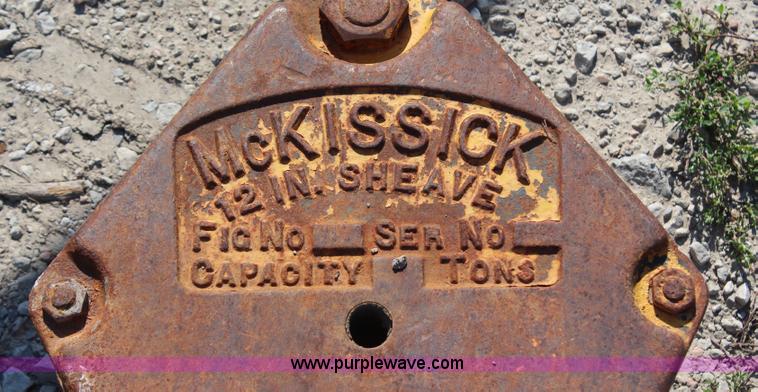 McKISSICK
12 IN. SHEAVE
FIG NO SER NO
CAPACITY TONS
www.purplewave.com